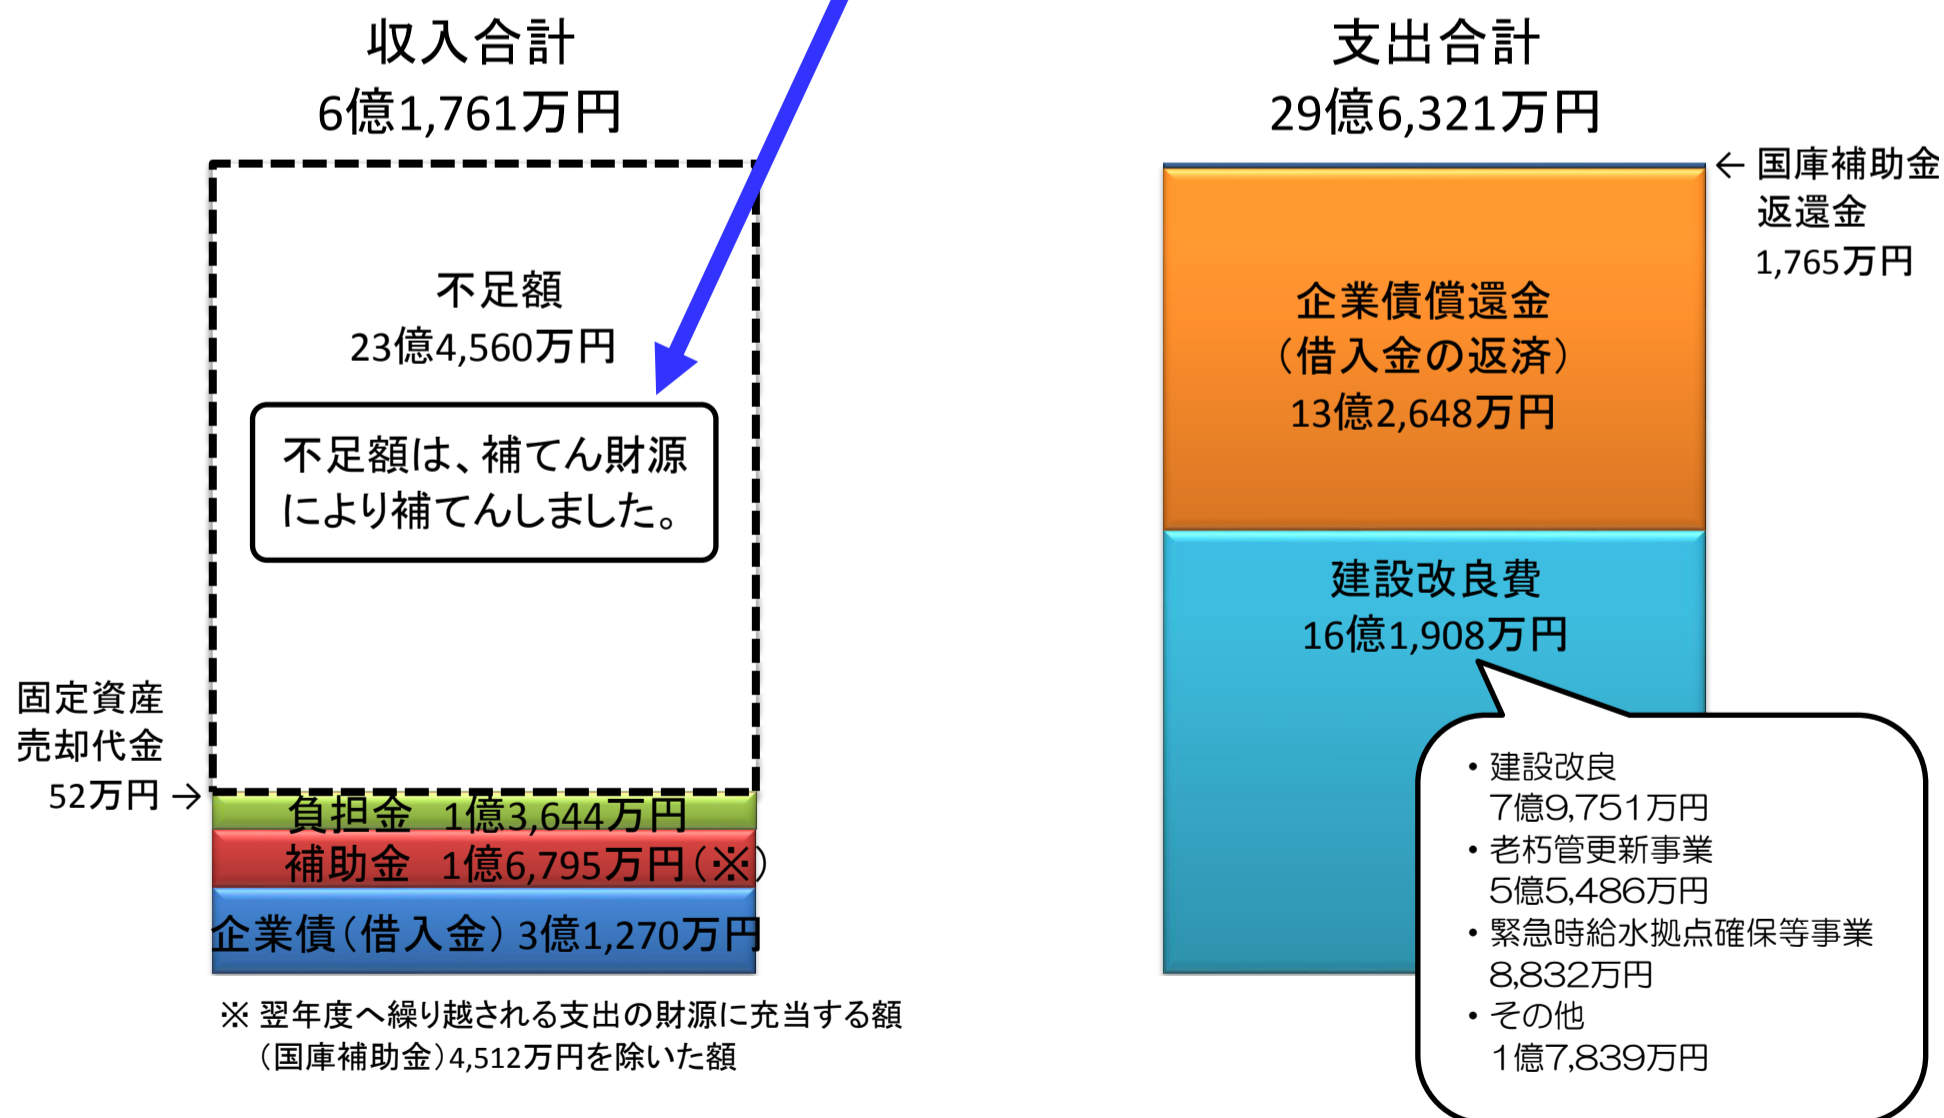 収入合計
6億1,761万円
不足額
23億4,560万円
不足額は、補てん財源
により補てんしました。
固定資産
売却代金
52万円 →
負担金 1億3,644万円
補助金 1億6,795万円(※)
企業債(借入金) 3億1,270万円
※ 翌年度へ繰り越される支出の財源に充当する額
(国庫補助金)4,512万円を除いた額
支出合計
29億6,321万円
← 国庫補助金
返還金
1,765万円
企業債償還金
(借入金の返済)
13億2,648万円
建設改良費
16億1,908万円
・建設改良
7億9,751万円
・老朽管更新事業
5億5,486万円
・緊急時給水拠点確保等事業
8,832万円
・その他
1億7,839万円